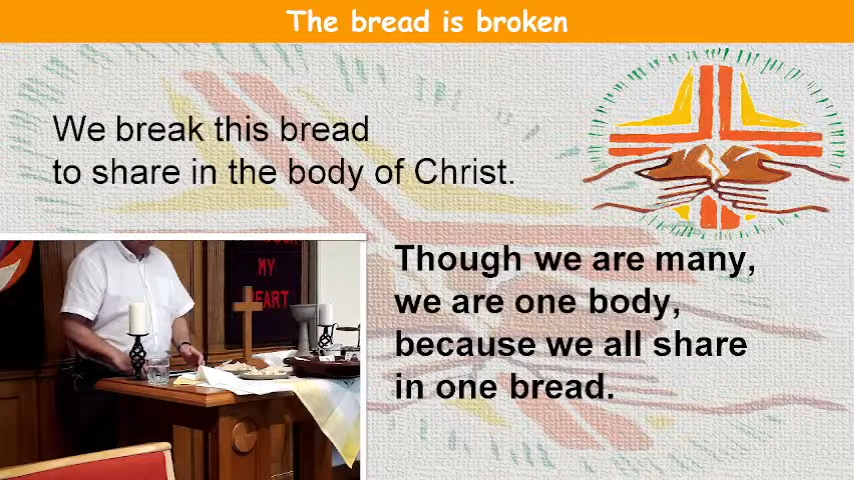 The bread is broken
We break this bread
to share in the body of Christ.
Though we are many,
we are one body,
because we all share
in one bread.
MY
HEART